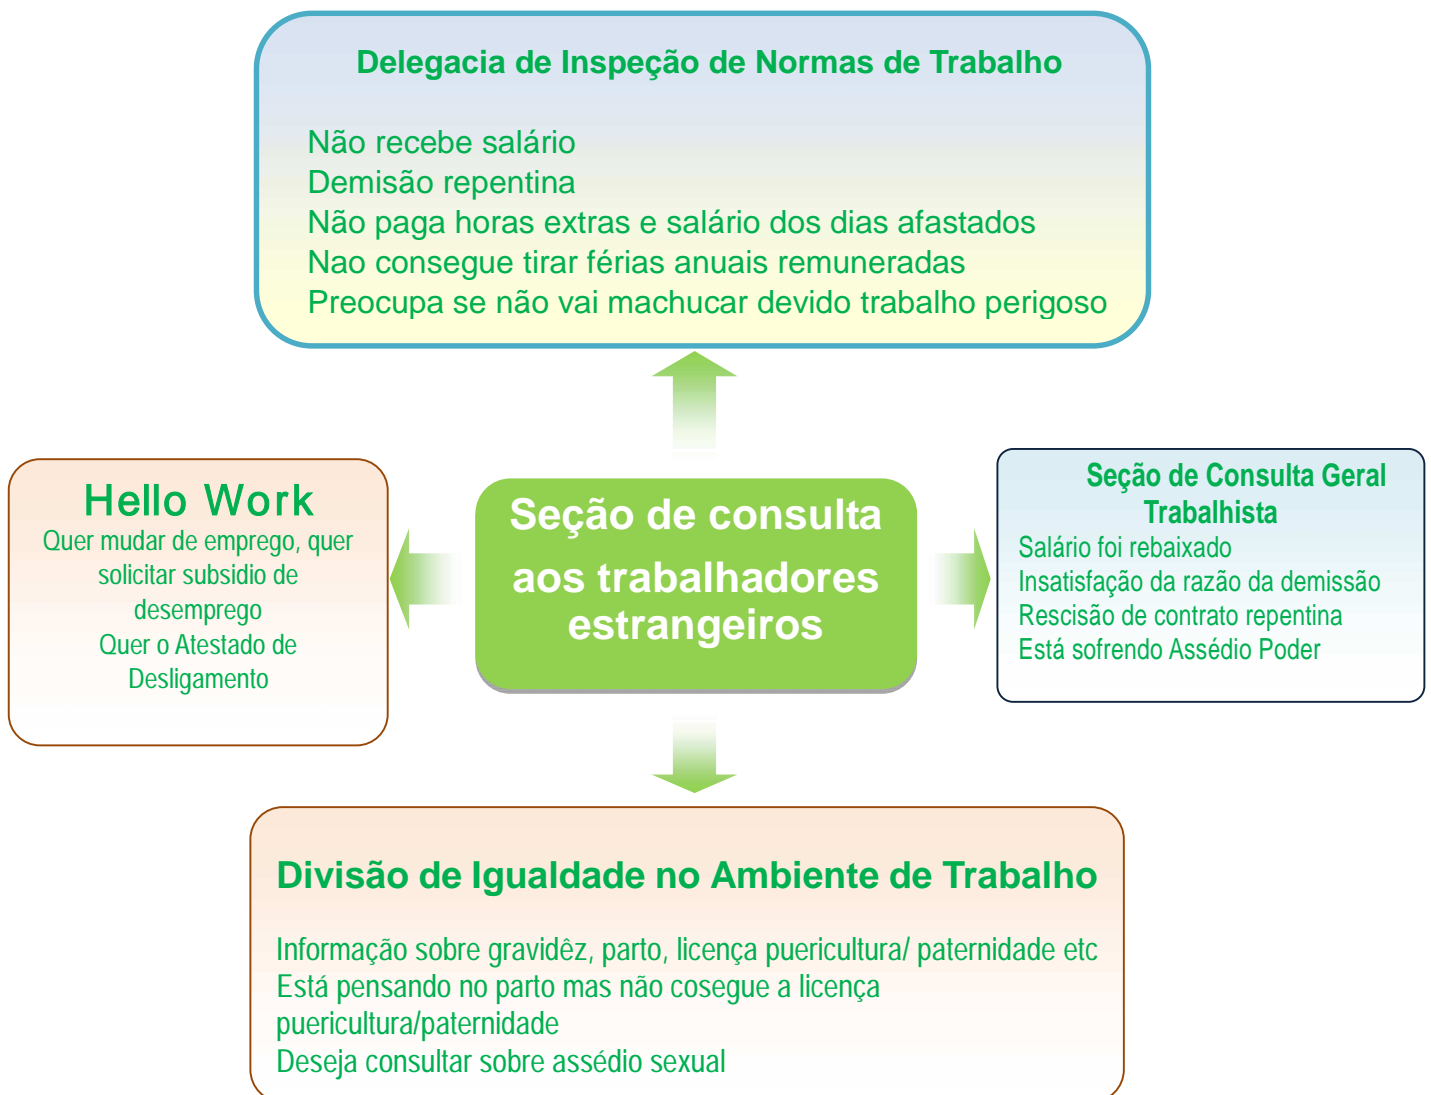 Delegacia de Inspeção de Normas de Trabalho
Não recebe salário
Demisão repentina
Não paga horas extras e salário dos dias afastados
Nao consegue tirar férias anuais remuneradas
Preocupa se não vai machucar devido trabalho perigoso
Hello Work
Quer mudar de emprego, quer
solicitar subsidio de
desemprego
Quer o Atestado de
Desligamento
Seção de consulta
aos trabalhadores
estrangeiros
Seção de Consulta Geral
Trabalhista
Salário foi rebaixado
Insatisfação da razão da demissão
Rescisão de contrato repentina
Está sofrendo Assédio Poder
Divisão de Igualdade no Ambiente de Trabalho
Informação sobre gravidêz, parto, licença puericultura/ paternidade etc
Está pensando no parto mas não cosegue a licença
puericultura/paternidade
Deseja consultar sobre assédio sexual